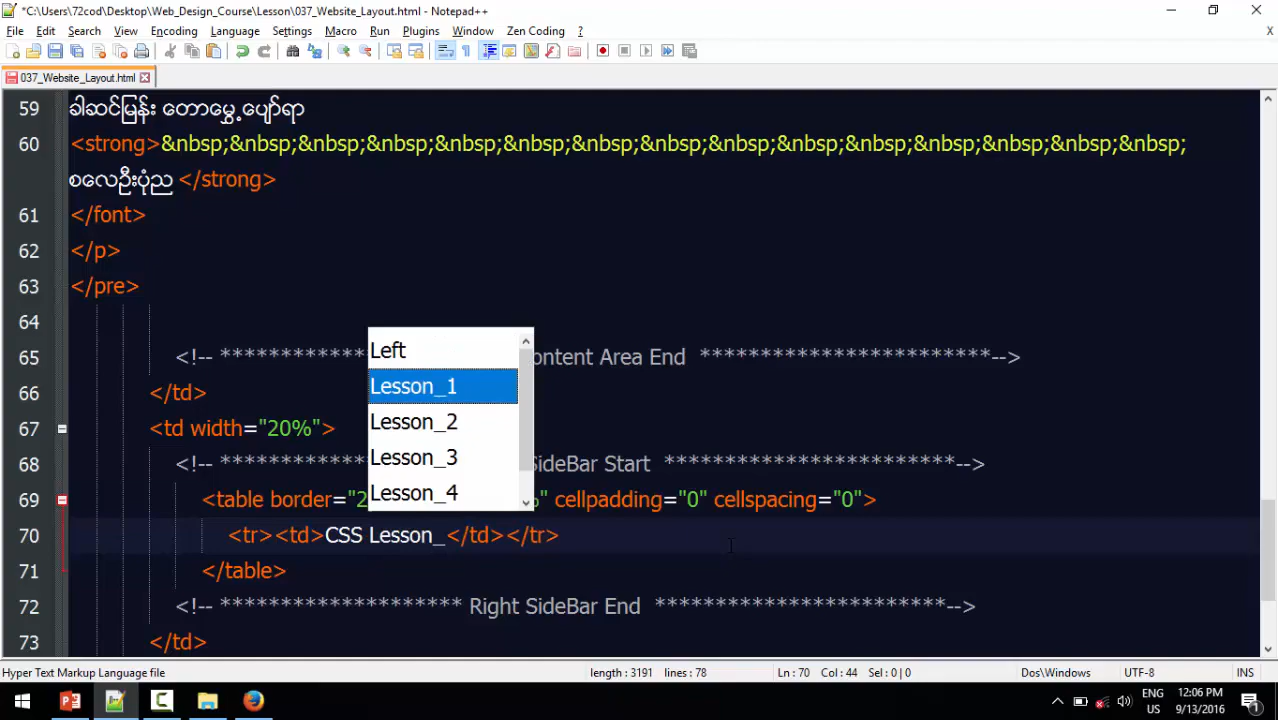 *C:\Users\72cod\Desktop\Web_Design_Course\Lesson\037_Website_Layout.html - Notepad++
File Edit Search View Encoding Language Settings Macro Run Plugins Window Zen Coding ? X
037_Website_Layout.html
59 ခါဆင်မြန်း တောမွှေ့ပျော်ရာ
60 <strong>&nbsp;&nbsp;&nbsp;&nbsp;&nbsp;&nbsp;&nbsp;&nbsp;&nbsp;&nbsp;&nbsp;&nbsp;&nbsp;&nbsp;&nbsp;
စလေဦးပုံည </strong>
61 </font>
62 </p>
63 </pre>
64
Left
65 <!-- ************* ontent Area End ************************-->
Lesson_1
66 </td>
Lesson_2
67 <td width="20%">
Lesson_3
68 <!-- ************* SideBar Start ************************-->
Lesson_4
69 <table border="2 %" cellpadding="0" cellspacing="0">
70 <tr><td>CSS Lesson_</td></tr>
71 </table>
72 <!-- ******************** Right SideBar End ************************-->
73 </td>
Hyper Text Markup Language file length : 3191 lines : 78 Ln : 70 Col : 44 Sel : 0 | 0 Dos\Windows UTF-8 INS
ENG 12:06 PM
US 9/13/2016